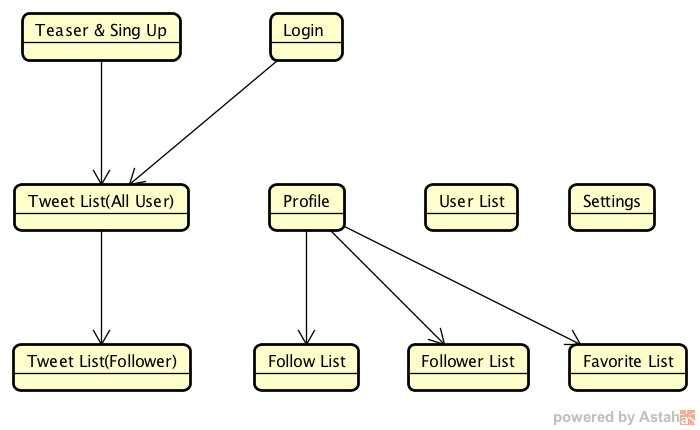 Teaser & Sing Up
Login
Tweet List(All User)
Profile
User List
Settings
Tweet List(Follower)
Follow List
Follower List
Favorite List
powered by Astah